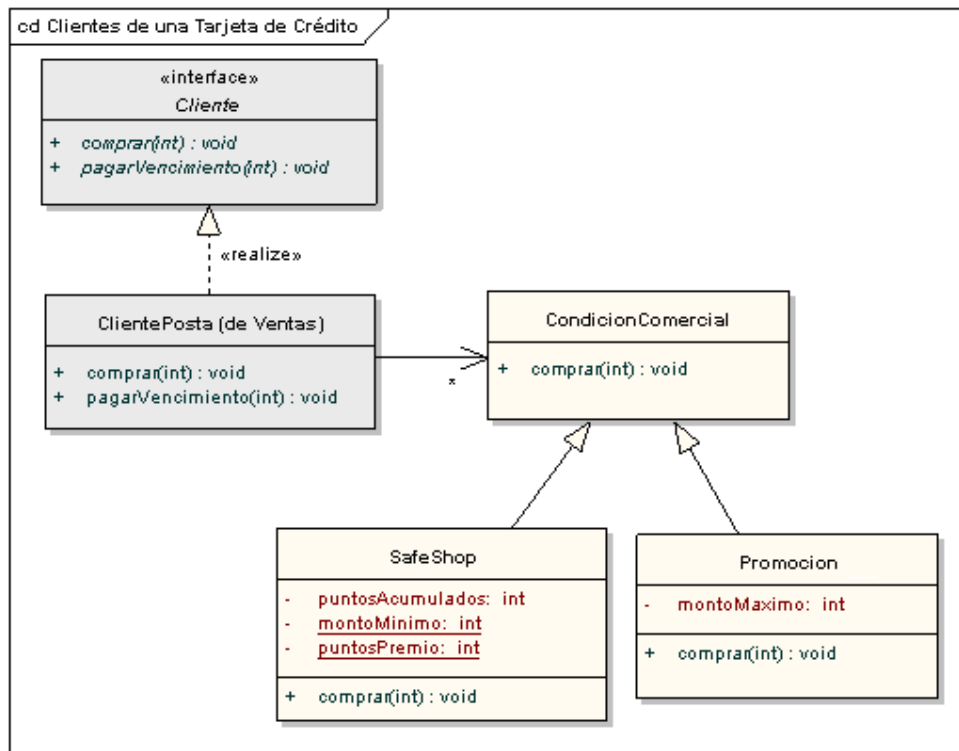 cd Clientes de una Tarjeta de Crédito
«interface»
Cliente
+ comprar(int) : void
+ pagarVencimiento(int) : void
«realize»
ClientePosta (de Ventas)
+ comprar(int) : void
+ pagarVencimiento(int) : void
*
CondicionComercial
+ comprar(int) : void
SafeShop
- puntosAcumulados: int
- montoMinimo: int
- puntosPremio: int
+ comprar(int) : void
Promocion
- montoMaximo: int
+ comprar(int) : void